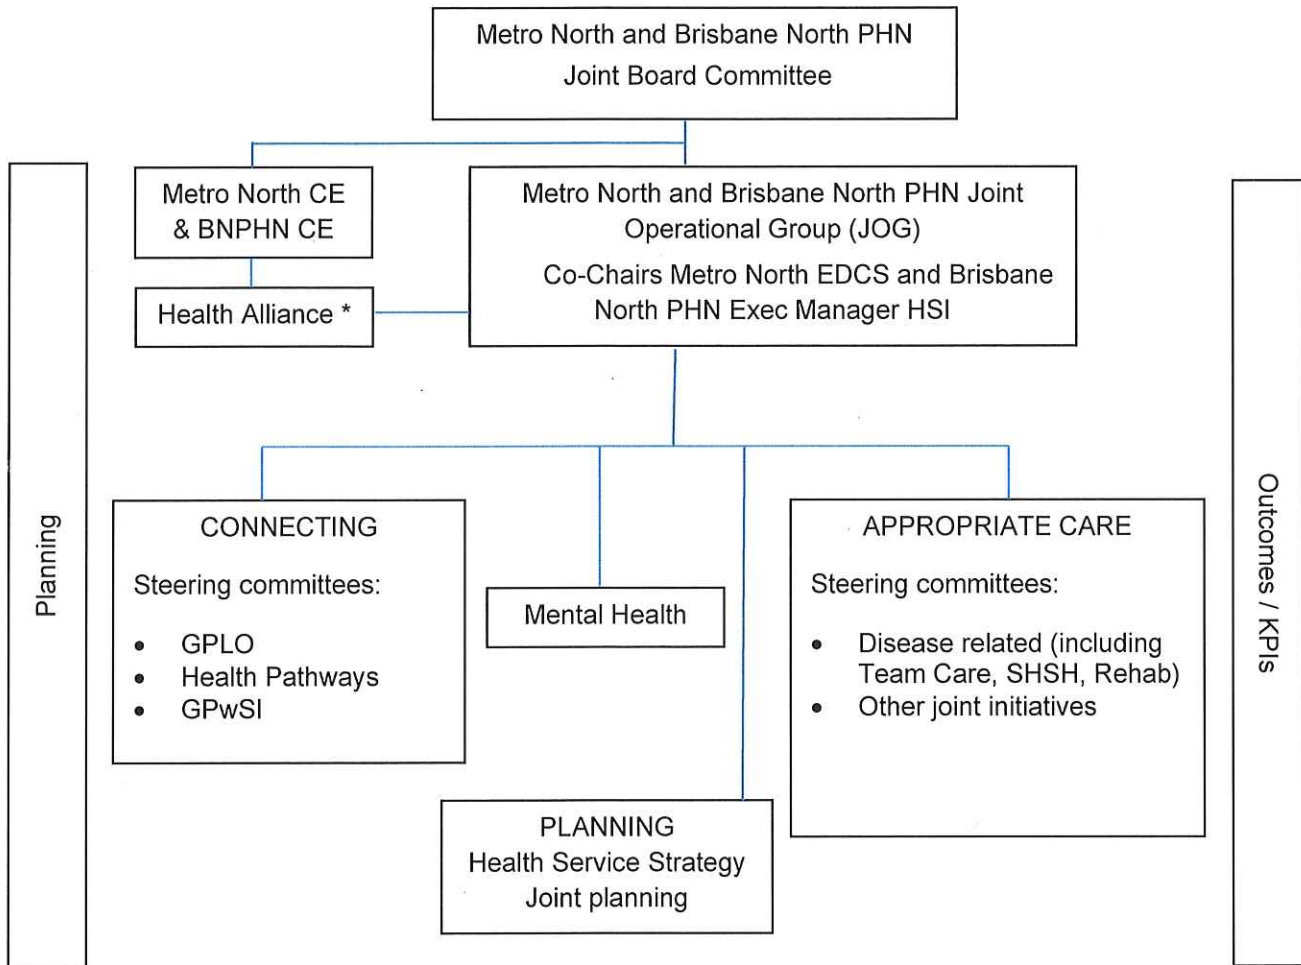 Metro North and Brisbane North PHN
Joint Board Committee
Metro North CE
& BNPHN CE
Metro North and Brisbane North PHN Joint
Operational Group (JOG)
Co-Chairs Metro North EDCS and Brisbane
North PHN Exec Manager HSI
Health Alliance *
Planning
Outcomes / KPIs
CONNECTING
Steering committees:
• GPLO
• Health Pathways
• GPwSI
Mental Health
APPROPRIATE CARE
Steering committees:
• Disease related (including
Team Care, SHSH, Rehab)
• Other joint initiatives
PLANNING
Health Service Strategy
Joint planning